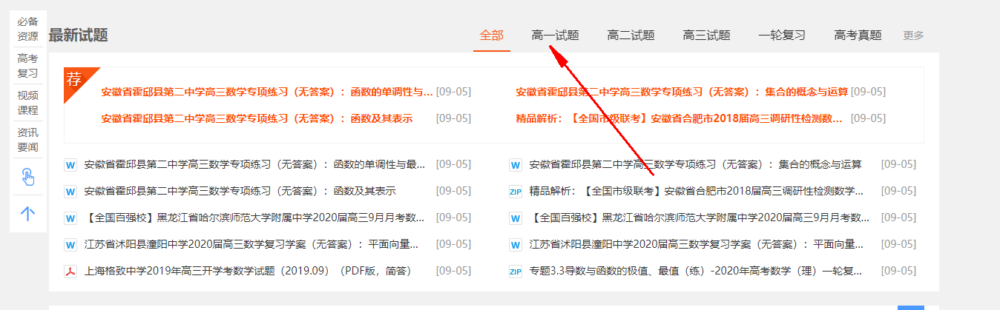 必备
资源
高考
复习
视频
课程
资讯
要闻
最新试题 全部 高一试题 高二试题 高三试题 一轮复习 高考真题 更多
荐
安徽省霍邱县第二中学高三数学专项练习（无答案）：函数的单调性与... [09-05] 安徽省霍邱县第二中学高三数学专项练习（无答案）：集合的概念与运算 [09-05]
安徽省霍邱县第二中学高三数学专项练习（无答案）：函数及其表示 [09-05] 精品解析：【全国市级联考】安徽省合肥市2018届高三调研性检测数... [09-05]
W 安徽省霍邱县第二中学高三数学专项练习（无答案）：函数的单调性与最... [09-05] W 安徽省霍邱县第二中学高三数学专项练习（无答案）：集合的概念与运算 [09-05]
W 安徽省霍邱县第二中学高三数学专项练习（无答案）：函数及其表示 [09-05] ZIP 精品解析：【全国市级联考】安徽省合肥市2018届高三调研性检测数学... [09-05]
W 【全国百强校】黑龙江省哈尔滨师范大学附属中学2020届高三9月月考数... [09-05] W 【全国百强校】黑龙江省哈尔滨师范大学附属中学2020届高三9月月考数... [09-05]
W 江苏省沭阳县潼阳中学2020届高三数学复习学案（无答案）：平面向量... [09-05] W 江苏省沭阳县潼阳中学2020届高三数学复习学案（无答案）：平面向量... [09-05]
上海格致中学2019年高三开学考数学试题（2019.09）（PDF版，简答） [09-05] ZIP 专题3.3导数与函数的极值、最值（练）-2020年高考数学（理）一轮复... [09-05]